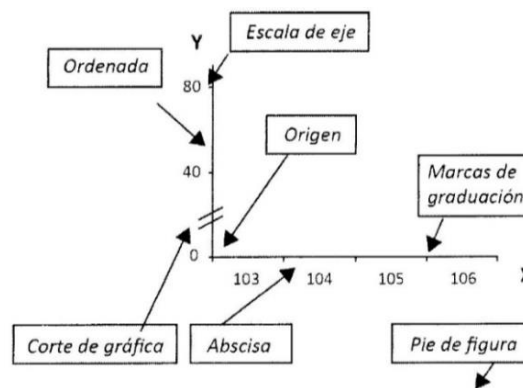 Y
Escala de eje
Ordenada
80
Origen
40
Marcas de
graduación
0
103 104 105 106
Corte de gráfica
Abscisa
Pie de figura